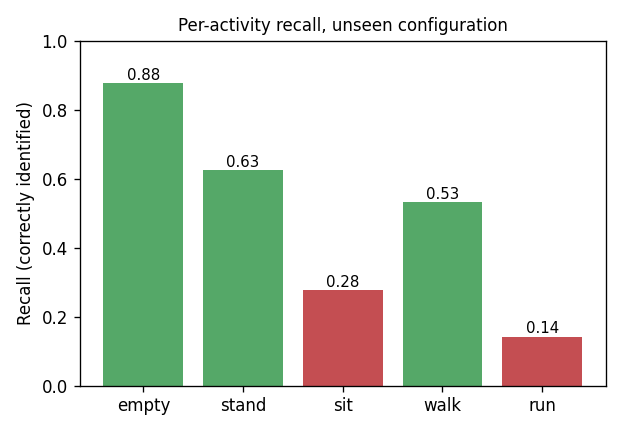 Per-activity recall, unseen configuration
Recall (correctly identified)
1.0
0.8
0.6
0.4
0.2
0.0
0.88
0.63
0.28
0.53
0.14
empty
stand
sit
walk
run